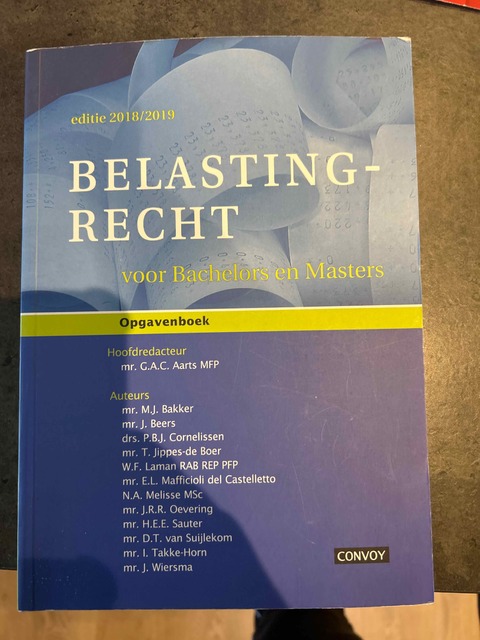 editie 2018/2019
BELASTING-
RECHT
voor Bachelors en Masters
Opgavenboek
Hoofdredacteur
mr. G.A.C. Aarts MFP
Auteurs
mr. M.J. Bakker
mr. J. Beers
drs. P.B.J. Cornelissen
mr. T. Jippes-de Boer
W.F. Laman RAB REP PFP
mr. E.L. Mafficioli del Castelletto
N.A. Melisse MSc
mr. J.R.R. Oevering
mr. H.E.E. Sauter
mr. D.T. van Suijlekom
mr. I. Takke-Horn
mr. J. Wiersma
CONVOY